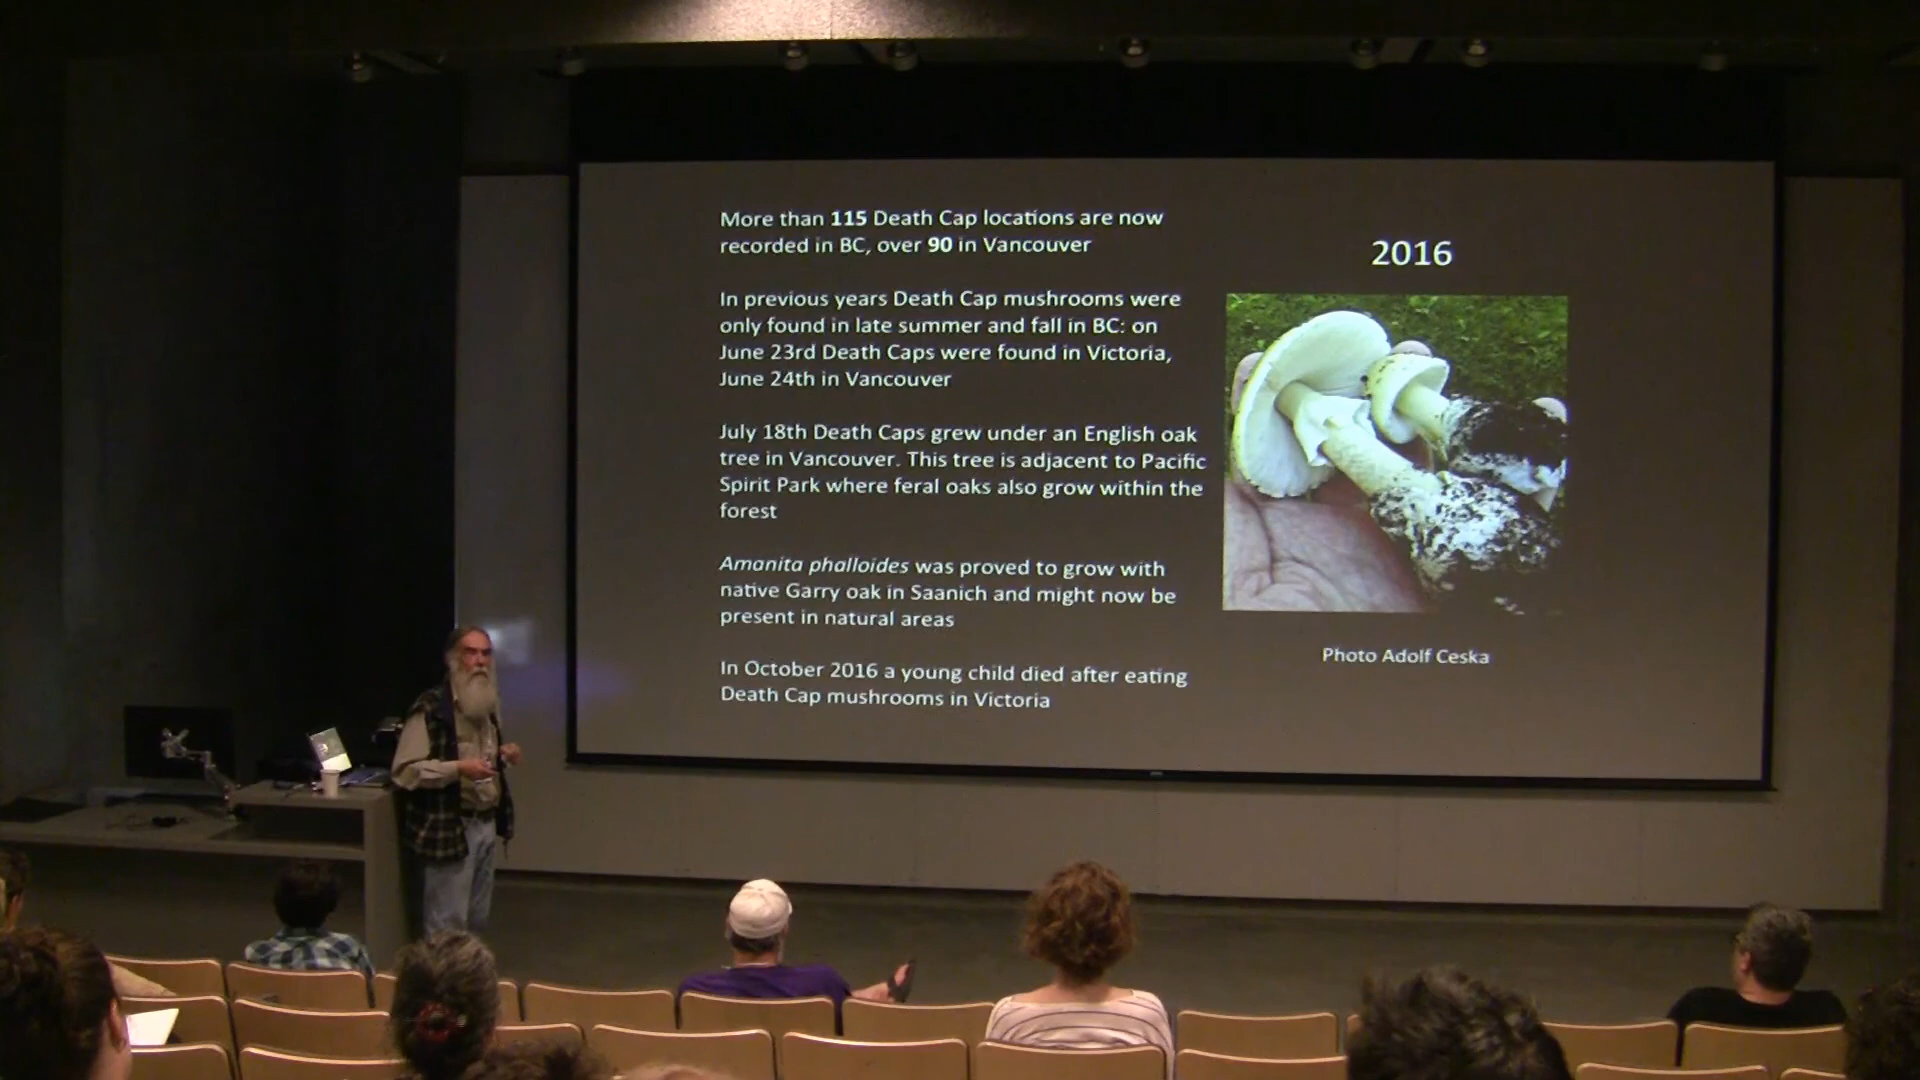 More than 115 Death Cap locations are now
recorded in BC, over 90 in Vancouver
In previous years Death Cap mushrooms were
only found in late summer and fall in BC: on
June 23rd Death Caps were found in Victoria,
June 24th in Vancouver
July 18th Death Caps grew under an English oak
tree in Vancouver. This tree is adjacent to Pacific
Spirit Park where feral oaks also grow within the
forest
Amanita phalloides was proved to grow with
native Garry oak in Saanich and might now be
present in natural areas
In October 2016 a young child died after eating
Death Cap mushrooms in Victoria
2016
Photo Adolf Ceska